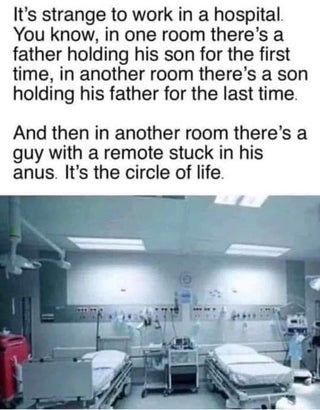 It's strange to work in a hospital.
You know, in one room there's a
father holding his son for the first
time, in another room there's a son
holding his father for the last time.
And then in another room there's a
guy with a remote stuck in his
anus. It's the circle of life.